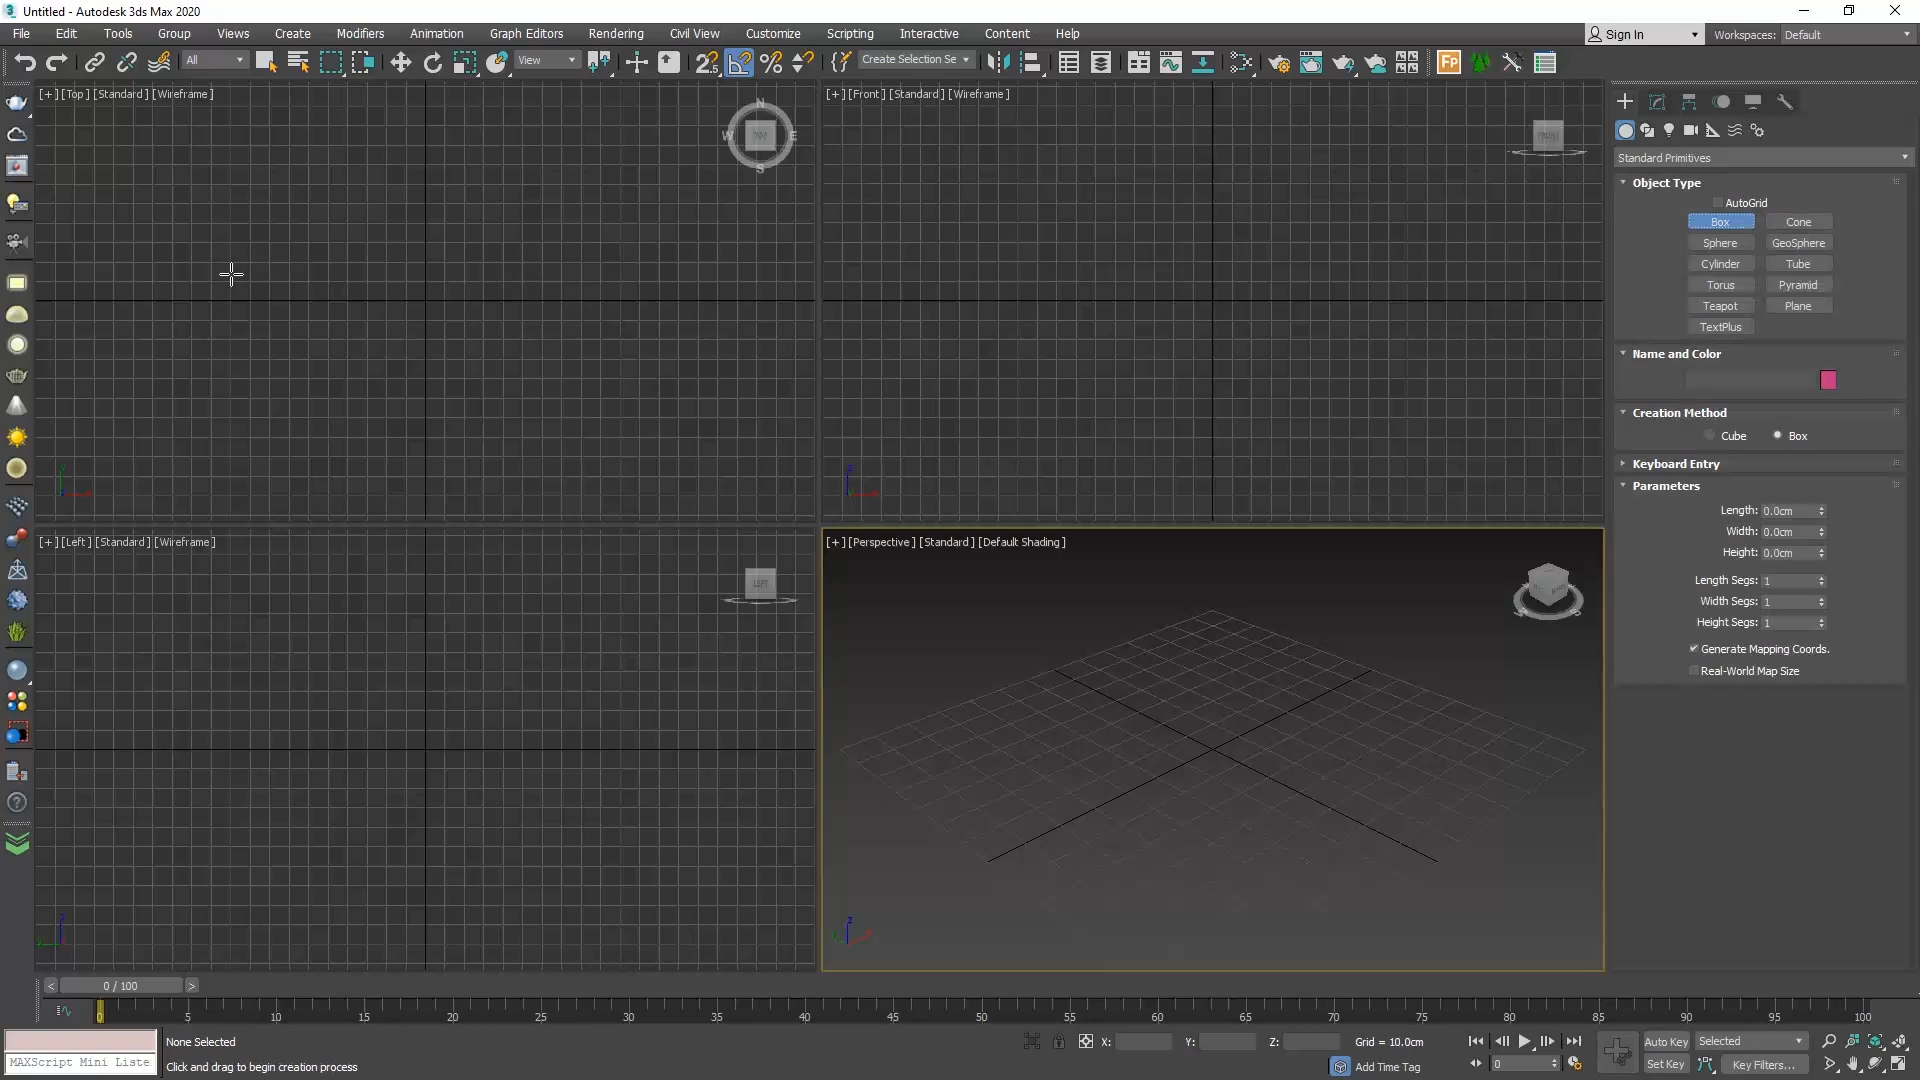 Untitled - Autodesk 3ds Max 2020
File Edit Tools Group Views Create Modifiers Animation Graph Editors Rendering Civil View Customize Scripting Interactive Content Help
Sign In Workspaces: Default
All View Create Selection Se
[+] [Top] [Standard] [Wireframe]
N
W TOP E
S
[+] [Front] [Standard] [Wireframe]
FRONT
Standard Primitives
Object Type
AutoGrid
Box Cone
Sphere GeoSphere
Cylinder Tube
Torus Pyramid
Teapot Plane
TextPlus
Name and Color
Creation Method
Cube Box
Keyboard Entry
Parameters
Length: 0.0cm
Width: 0.0cm
Height: 0.0cm
Length Segs: 1
Width Segs: 1
Height Segs: 1
Generate Mapping Coords.
Real-World Map Size
[+] [Left] [Standard] [Wireframe]
LEFT
[+] [Perspective] [Standard] [Default Shading]
< 0 / 100 >
0 5 10 15 20 25 30 35 40 45 50 55 60 65 70 75 80 85 90 95 100
None Selected
X: Y: Z: Grid = 10.0cm
Auto Key Selected
MAXScript Mini Liste
Click and drag to begin creation process
Add Time Tag
0
Set Key Key Filters...